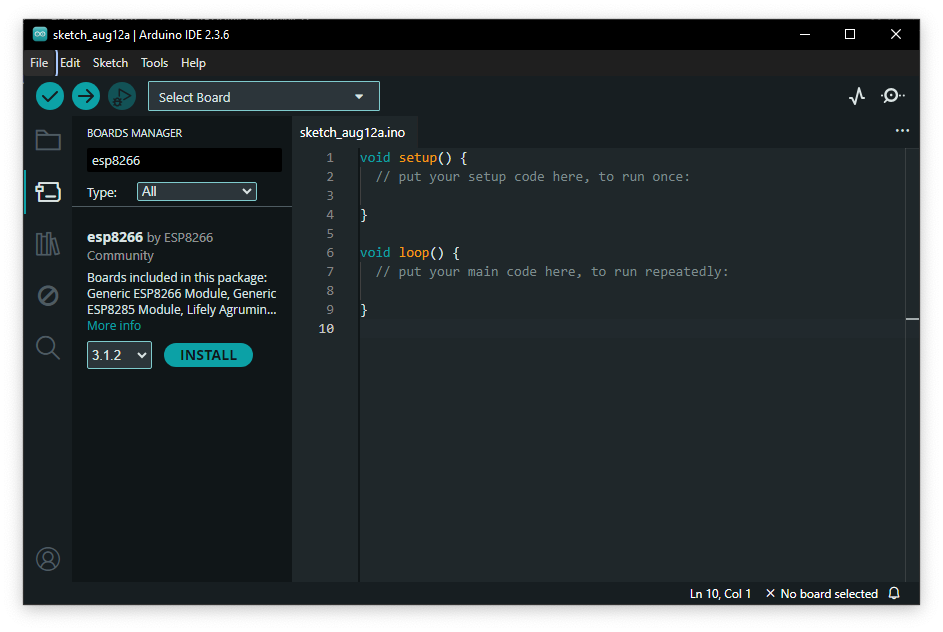 sketch_aug12a | Arduino IDE 2.3.6
File Edit Sketch Tools Help
Select Board
BOARDS MANAGER
esp8266
Type: All
esp8266 by ESP8266
Community
Boards included in this package:
Generic ESP8266 Module, Generic
ESP8285 Module, Lifely Agrumin...
More info
3.1.2 INSTALL
sketch_aug12a.ino
1 void setup() {
2 // put your setup code here, to run once:
3
4 }
5
6 void loop() {
7 // put your main code here, to run repeatedly:
8
9 }
10
Ln 10, Col 1 × No board selected